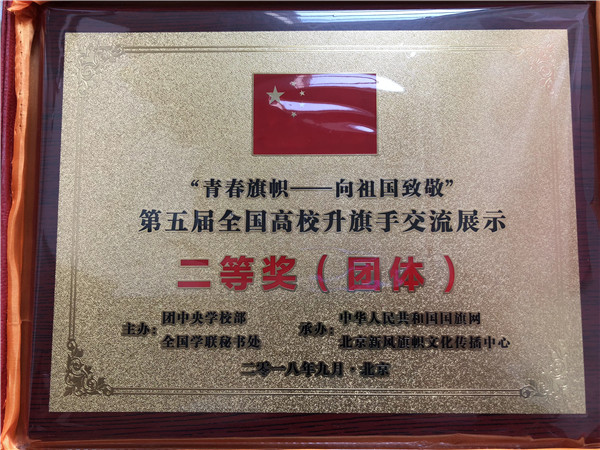 “青春旗帜——向祖国致敬”
第五届全国高校升旗手交流展示
二等奖（团体）
主办：团中央学校部 全国学联秘书处
承办：中华人民共和国国旗网 北京新风旗帜文化传播中心
二零一八年九月·北京